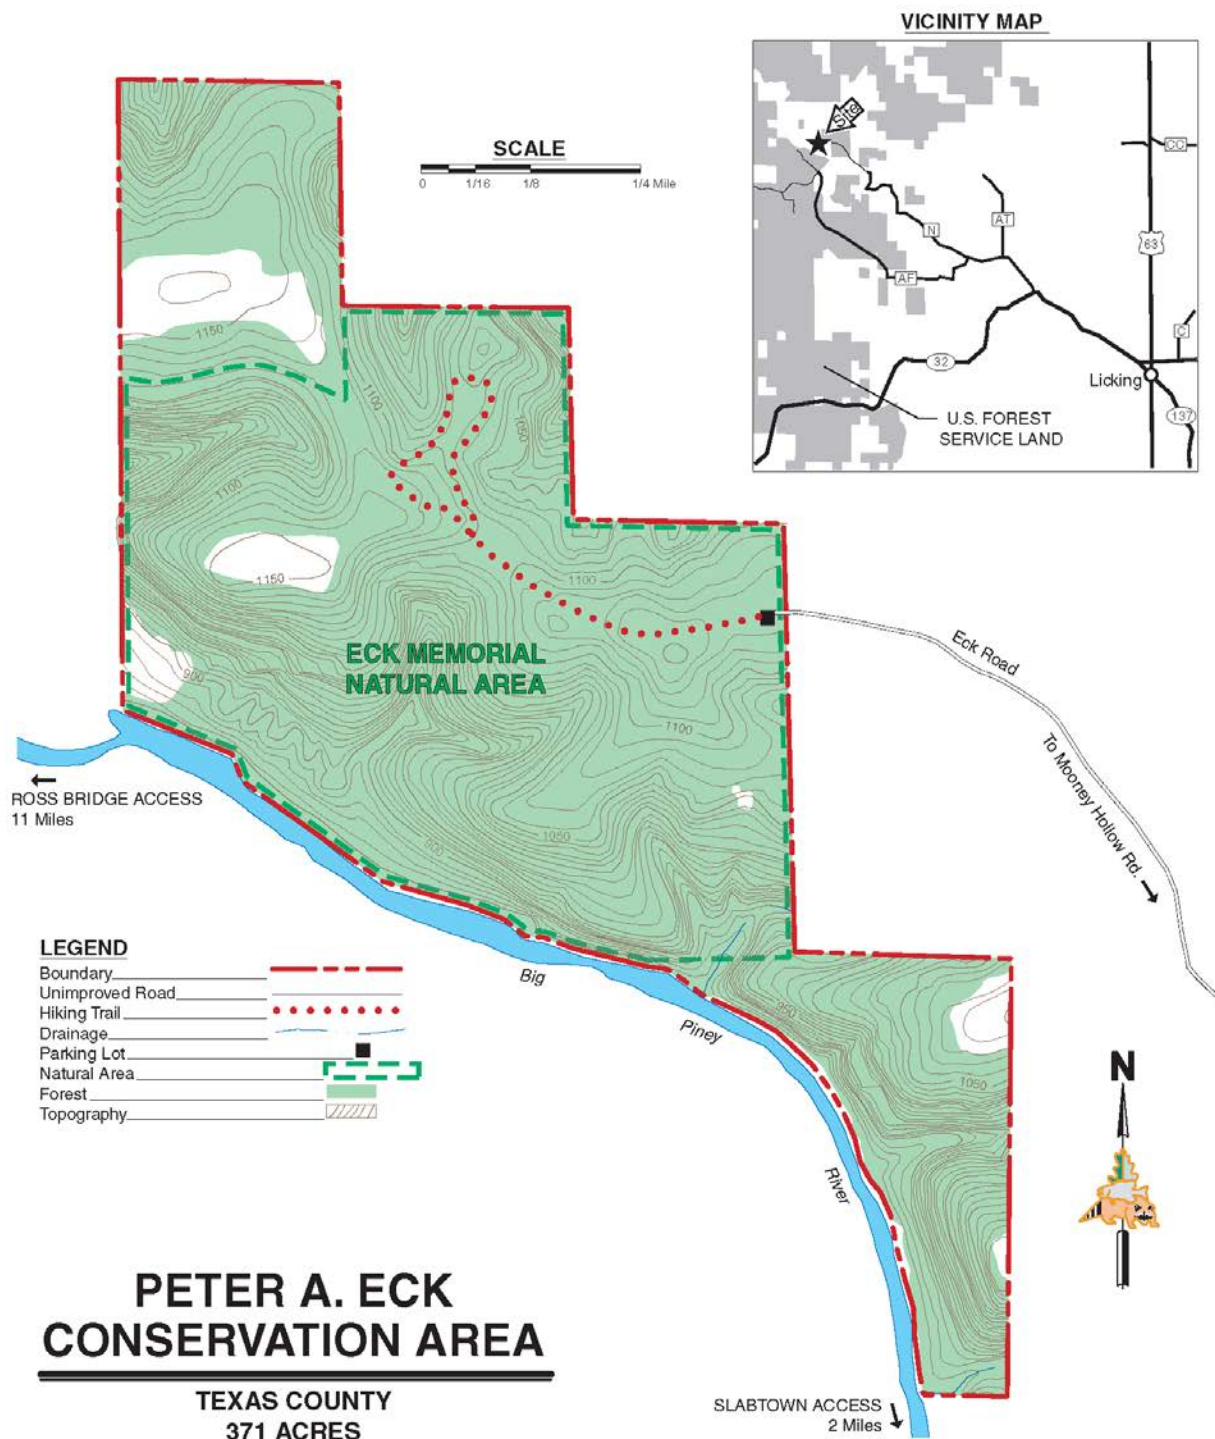 VICINITY MAP
Site
CC
AT
N
63
AF
C
32
Licking
137
U.S. FOREST
SERVICE LAND
SCALE
0 1/16 1/8 1/4 Mile
1150
1100
1050
1100
1150
1100
ECK MEMORIAL
NATURAL AREA
900
1100
1050
900
Eck Road
To Mooney Hollow Rd.
ROSS BRIDGE ACCESS
11 Miles
Big
Piney
River
950
1050
LEGEND
Boundary
Unimproved Road
Hiking Trail
Drainage
Parking Lot
Natural Area
Forest
Topography
N
PETER A. ECK
CONSERVATION AREA
TEXAS COUNTY
371 ACRES
SLABTOWN ACCESS
2 Miles